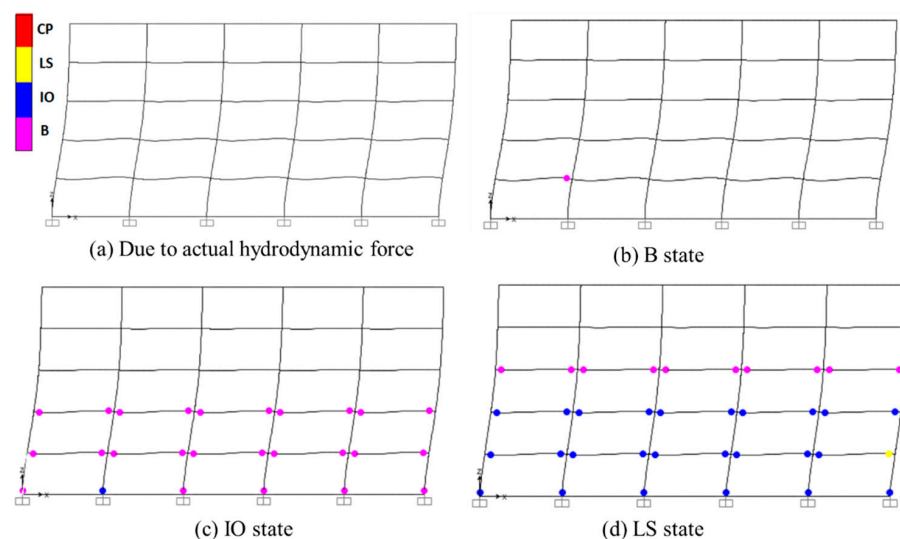 CP
LS
IO
B
Z
X
(a) Due to actual hydrodynamic force
Z
X
(b) B state
Z
X
(c) IO state
Z
X
(d) LS state